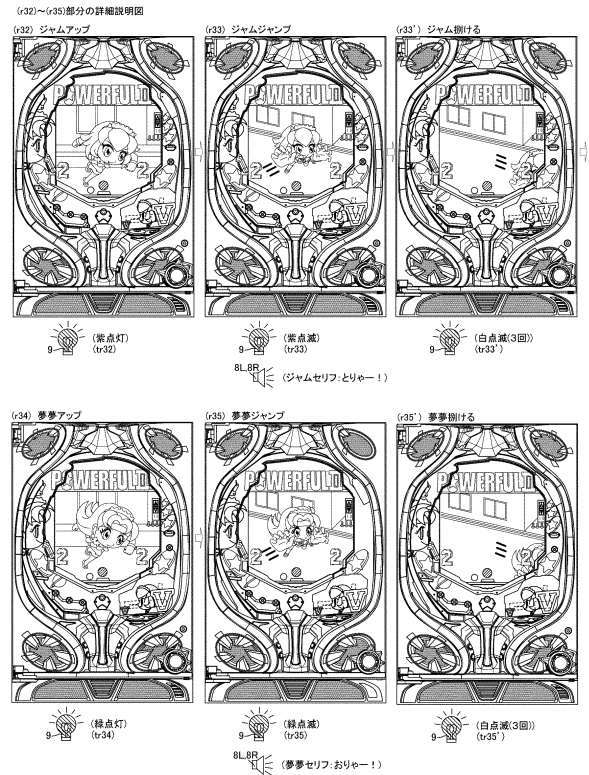 (r32)～(r35)部分の詳細説明図
(r32) ジャムアップ
(r33) ジャムジャンプ
(r33') ジャム捌ける
POWERFUL
POWERFUL
POWERFUL
2 2
2 2
2
V
V
V
9 (紫点灯)
(tr32)
9 (紫点滅)
(tr33)
9 (白点滅(3回))
(tr33')
8L,8R
(ジャムセリフ:とりゃー!)
(r34) 夢夢アップ
(r35) 夢夢ジャンプ
(r35') 夢夢捌ける
POWERFUL
POWERFUL
POWERFUL
2 2
2 2
2
V
V
V
9 (緑点灯)
(tr34)
9 (緑点滅)
(tr35)
9 (白点滅(3回))
(tr35')
8L,8R
(夢夢セリフ:おりゃー!)